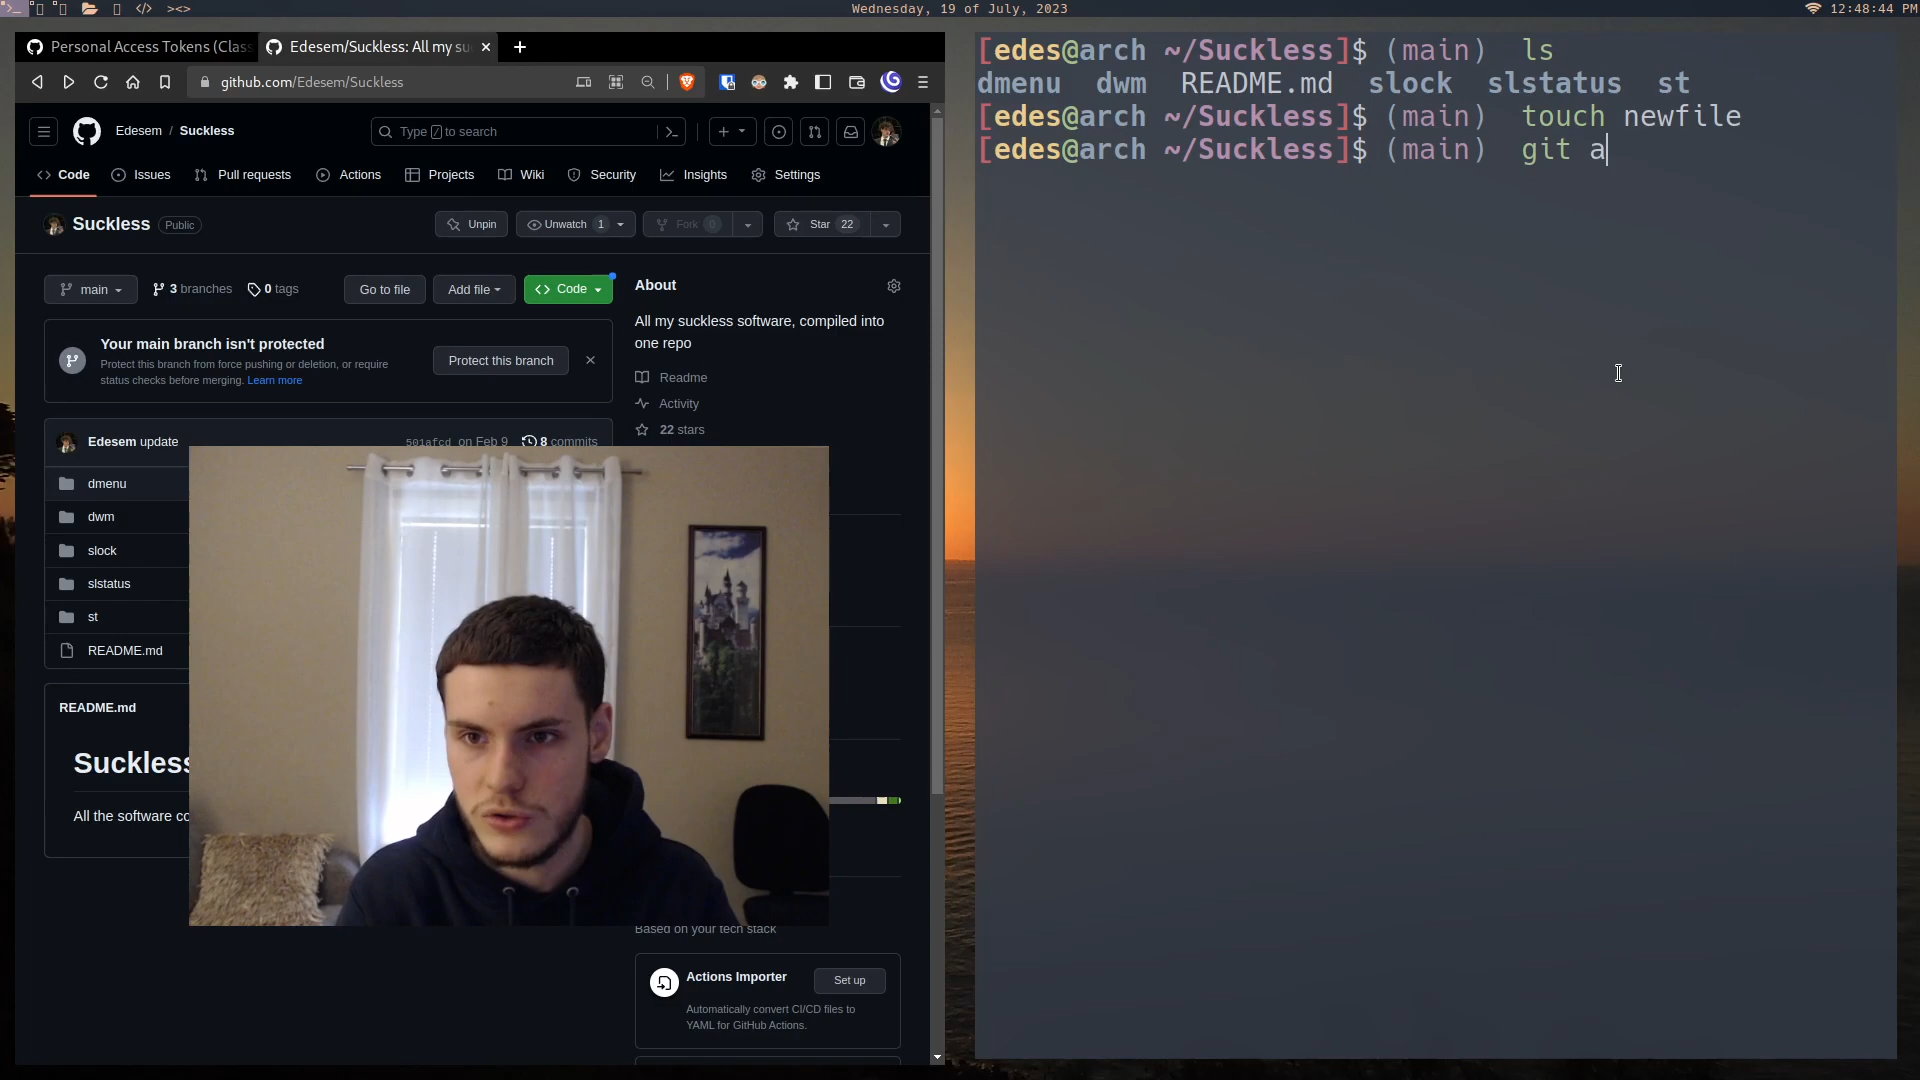 Wednesday, 19 of July, 2023
12:48:44 PM
Personal Access Tokens (Clas
Edesem/Suckless: All my su
github.com/Edesem/Suckless
Edesem / Suckless
Type / to search
Code
Issues
Pull requests
Actions
Projects
Wiki
Security
Insights
Settings
Suckless
Public
Unpin
Unwatch 1
Fork 0
Star 22
main
3 branches
0 tags
Go to file
Add file
Code
Your main branch isn't protected
Protect this branch from force pushing or deletion, or require
status checks before merging. Learn more
Protect this branch
Edesem update
501afcd on Feb 9
8 commits
dmenu
dwm
slock
slstatus
st
README.md
README.md
Suckless
All the software co
About
All my suckless software, compiled into
one repo
Readme
Activity
22 stars
Based on your tech stack
Actions Importer
Set up
Automatically convert CI/CD files to
YAML for GitHub Actions.
[edes@arch ~/Suckless]$ (main) ls
dmenu dwm README.md slock slstatus st
[edes@arch ~/Suckless]$ (main) touch newfile
[edes@arch ~/Suckless]$ (main) git a